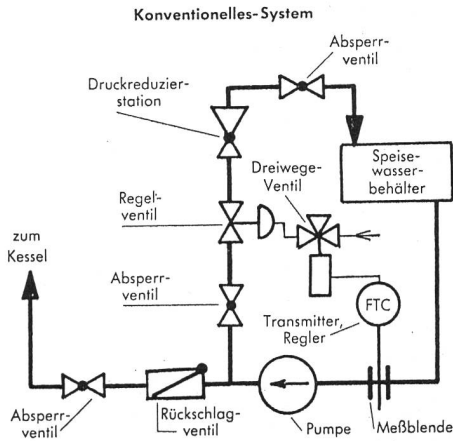 Konventionelles-System
Absperr-
ventil
Druckreduzier-
station
Dreiwege-
Ventil
Speise-
wasser-
behälter
Regel-
ventil
zum
Kessel
Absperr-
ventil
FTC
Transmitter,
Regler
Absperr-
ventil
Rückschlag-
ventil
Pumpe
Meßblende